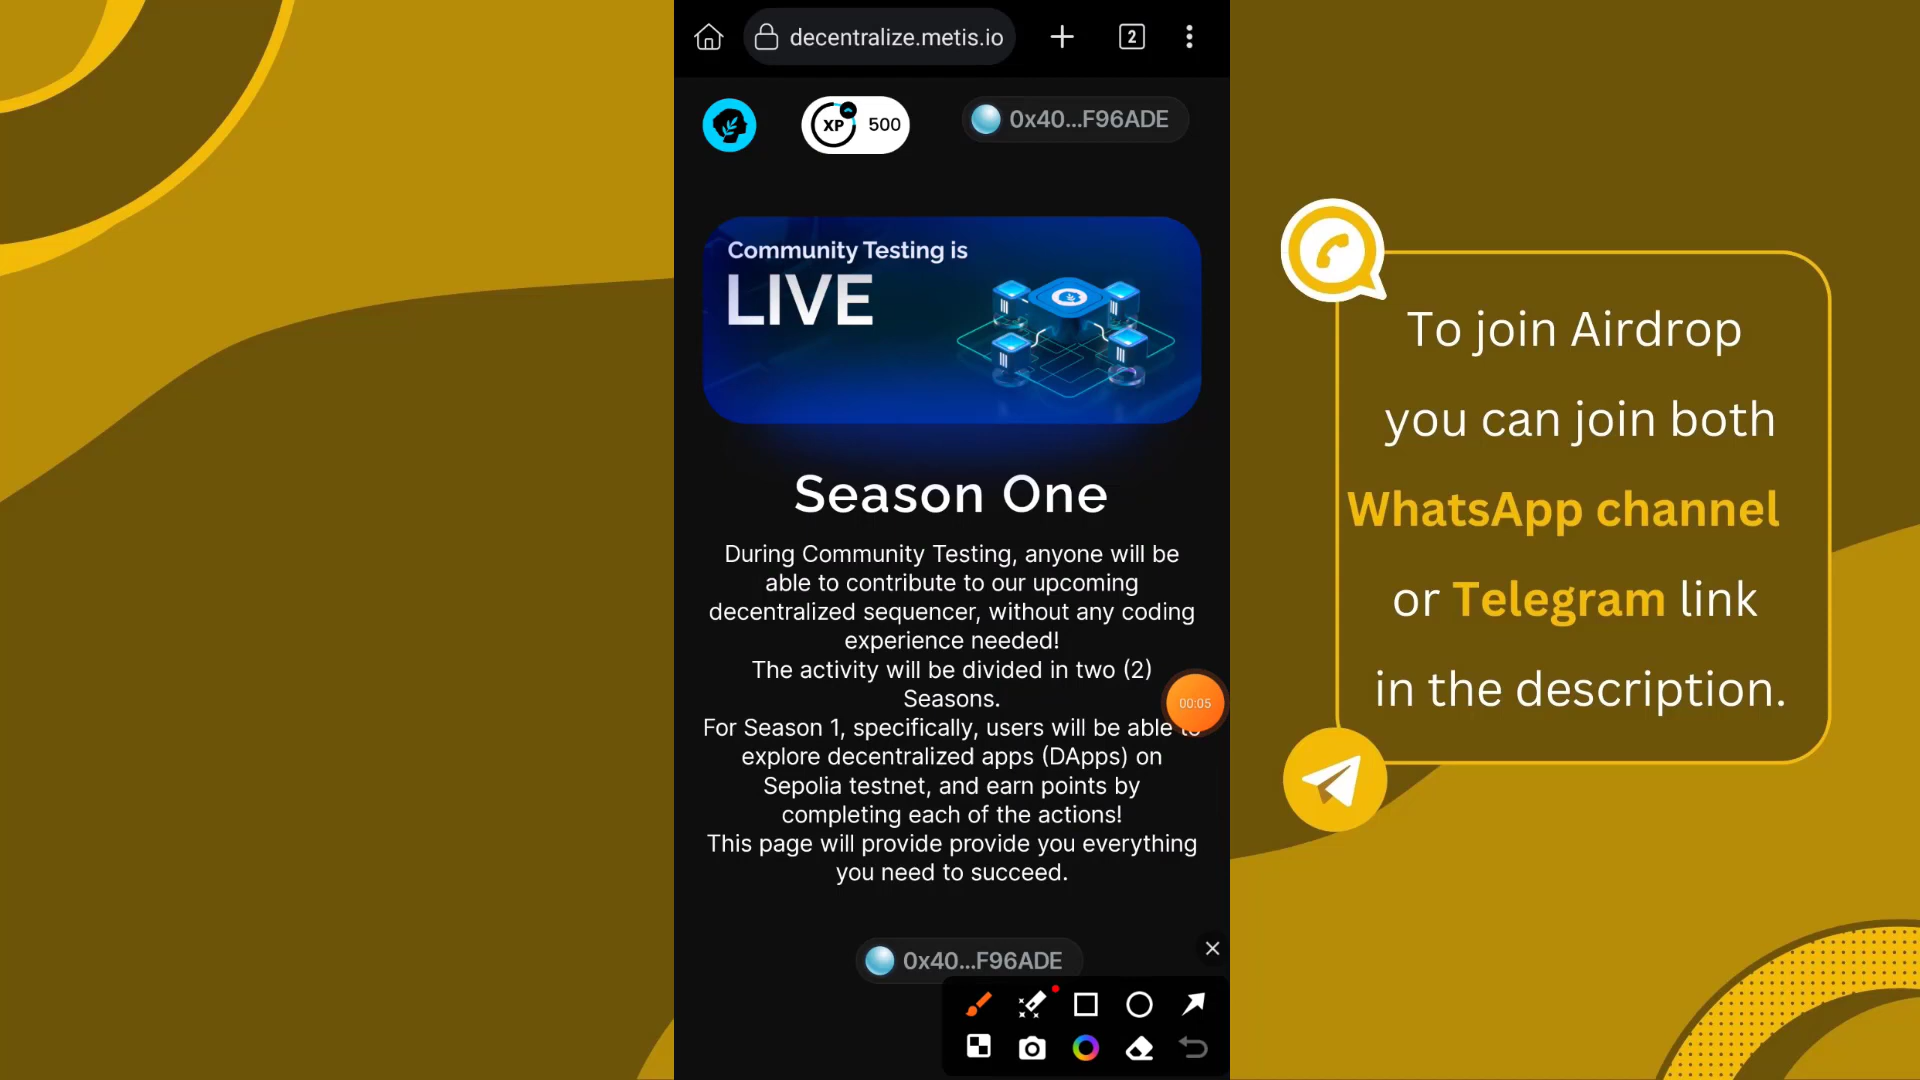 decentralize.metis.io
2
XP 500
0x40...F96ADE
Community Testing is
LIVE
Season One
During Community Testing, anyone will be
able to contribute to our upcoming
decentralized sequencer, without any coding
experience needed!
The activity will be divided in two (2)
Seasons.
For Season 1, specifically, users will be able to
explore decentralized apps (DApps) on
Sepolia testnet, and earn points by
completing each of the actions!
This page will provide provide you everything
you need to succeed.
00:05
0x40...F96ADE
To join Airdrop
you can join both
WhatsApp channel
or Telegram link
in the description.